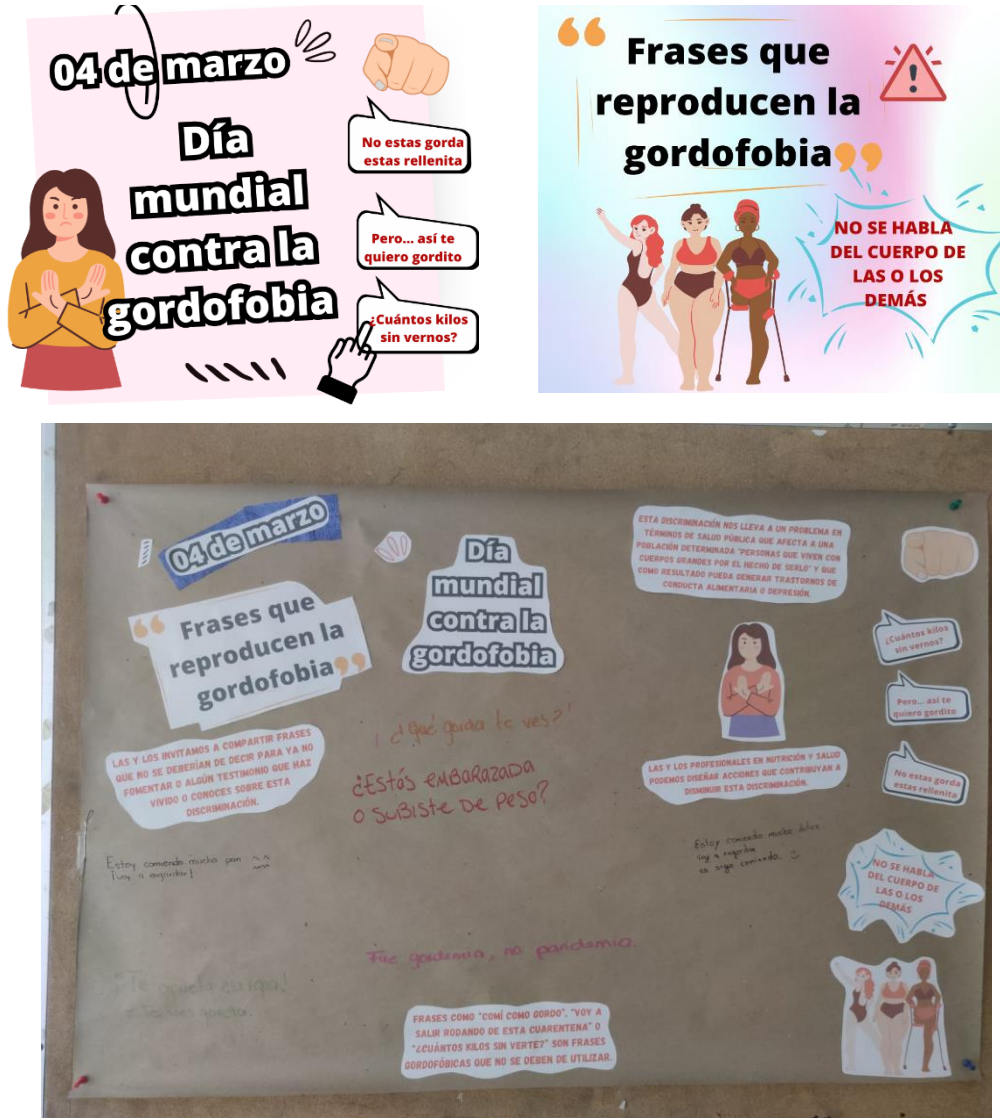 04 de marzo
Día
mundial
contra la
gordofobia
No estas gorda
estas rellenita
Pero... así te
quiero gordito
¿Cuántos kilos
sin vernos?
“ Frases que
reproducen la
gordofobia ”
NO SE HABLA
DEL CUERPO DE
LAS O LOS
DEMÁS
04 de marzo
“ Frases que
reproducen la
gordofobia ”
LAS Y LOS INVITAMOS A COMPARTIR FRASES
QUE NO SE DEBERÍAN DE DECIR PARA YA NO
FOMENTAR O ALGÚN TESTIMONIO QUE HAZ
VIVIDO O CONOCES SOBRE ESTA
DISCRIMINACIÓN.
Estoy comiendo mucho pan
Día
mundial
contra la
gordofobia
¿Qué gorda te ves?
¿Estás EMBARAZADA
O SUBISTE DE PESO?
Fue gordemia, no pandemia.
FRASES COMO "COMÍ COMO GORDO", "VOY A
SALIR RODANDO DE ESTA CUARENTENA" O
"¿CUÁNTOS KILOS SIN VERTE?" SON FRASES
GORDOFÓBICAS QUE NO SE DEBEN DE UTILIZAR.
ESTA DISCRIMINACIÓN NOS LLEVA A UN PROBLEMA EN
TÉRMINOS DE SALUD PÚBLICA QUE AFECTA A UNA
POBLACIÓN DETERMINADA "PERSONAS QUE VIVEN CON
CUERPOS GRANDES POR EL HECHO DE SERLO" Y QUE
COMO RESULTADO PUEDA GENERAR TRASTORNOS DE
CONDUCTA ALIMENTARIA O DEPRESIÓN.
LAS Y LOS PROFESIONALES EN NUTRICIÓN Y SALUD
PODEMOS DISEÑAR ACCIONES QUE CONTRIBUYAN A
DISMINUIR ESTA DISCRIMINACIÓN.
Estoy comiendo mucho dulce
voy a engordar
sigo comiendo.
¿Cuántos kilos
sin vernos?
Pero... así te
quiero gordito
No estas gorda
estas rellenita
NO SE HABLA
DEL CUERPO DE
LAS O LOS
DEMÁS